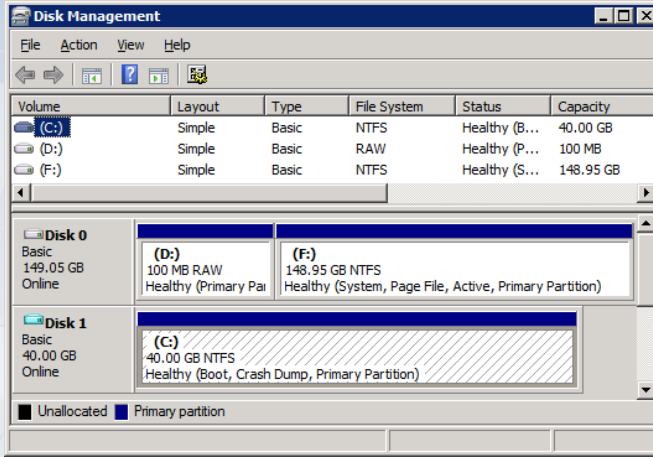 Disk Management
File Action View Help
Volume Layout Type File System Status Capacity
(C:) Simple Basic NTFS Healthy (B... 40.00 GB
(D:) Simple Basic RAW Healthy (P... 100 MB
(F:) Simple Basic NTFS Healthy (S... 148.95 GB
Disk 0
Basic
149.05 GB
Online
(D:)
100 MB RAW
Healthy (Primary Pai
(F:)
148.95 GB NTFS
Healthy (System, Page File, Active, Primary Partition)
Disk 1
Basic
40.00 GB
Online
(C:)
40.00 GB NTFS
Healthy (Boot, Crash Dump, Primary Partition)
Unallocated Primary partition